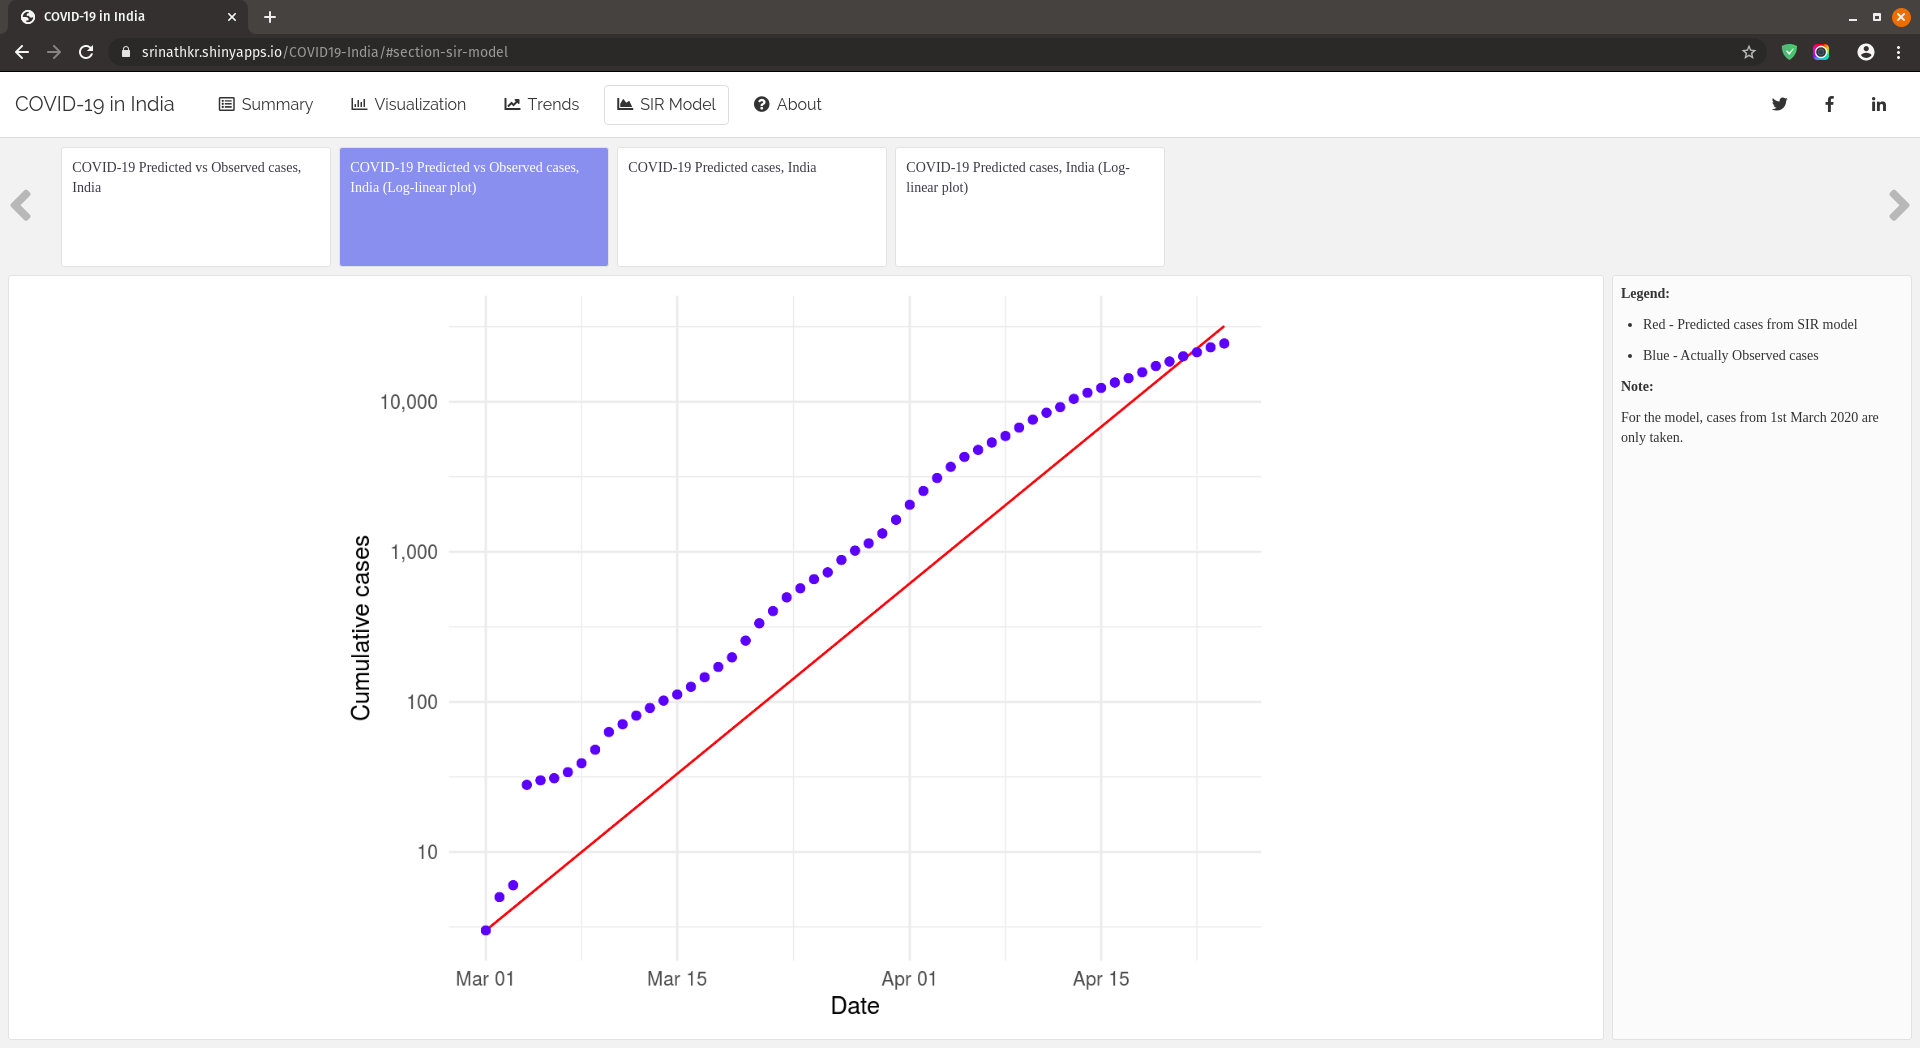 COVID-19 in India
srinathkr.shinyapps.io/COVID19-India/#section-sir-model
COVID-19 in India
Summary
Visualization
Trends
SIR Model
About
COVID-19 Predicted vs Observed cases,
India
COVID-19 Predicted vs Observed cases,
India (Log-linear plot)
COVID-19 Predicted cases, India
COVID-19 Predicted cases, India (Log-
linear plot)
10,000
1,000
100
10
Cumulative cases
Mar 01
Mar 15
Apr 01
Apr 15
Date
Legend:
• Red - Predicted cases from SIR model
• Blue - Actually Observed cases
Note:
For the model, cases from 1st March 2020 are
only taken.